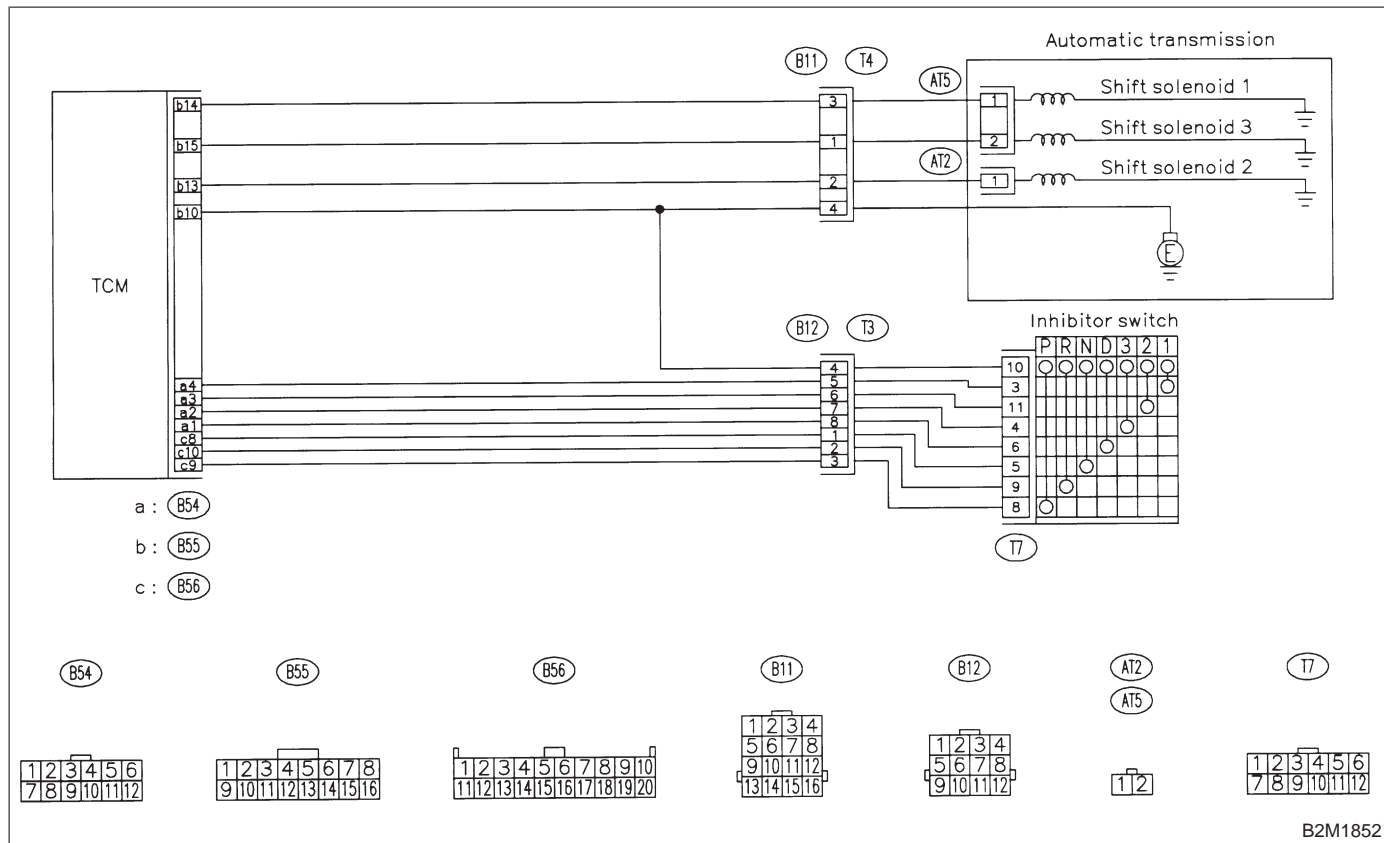 Automatic transmission
B11 T4
AT5
b14 3 1 Shift solenoid 1
b15 1 2 Shift solenoid 3
AT2
b13 2 1 Shift solenoid 2
b10 4
E
TCM
B12 T3
Inhibitor switch
P R N D 3 2 1
4 10
a4 5 3
a3 6 11
a2 7 4
a1 8 6
c8 1 5
c10 2 9
c9 3 8
a : B54
T7
b : B55
c : B56
B54 B55 B56 B11 B12 AT2 T7
AT5
1 2 3 4 5 6
7 8 9 10 11 12
1 2 3 4 5 6 7 8
9 10 11 12 13 14 15 16
1 2 3 4 5 6 7 8 9 10
11 12 13 14 15 16 17 18 19 20
1 2 3 4
5 6 7 8
9 10 11 12
13 14 15 16
1 2 3 4
5 6 7 8
9 10 11 12
1 2
1 2 3 4 5 6
7 8 9 10 11 12
B2M1852